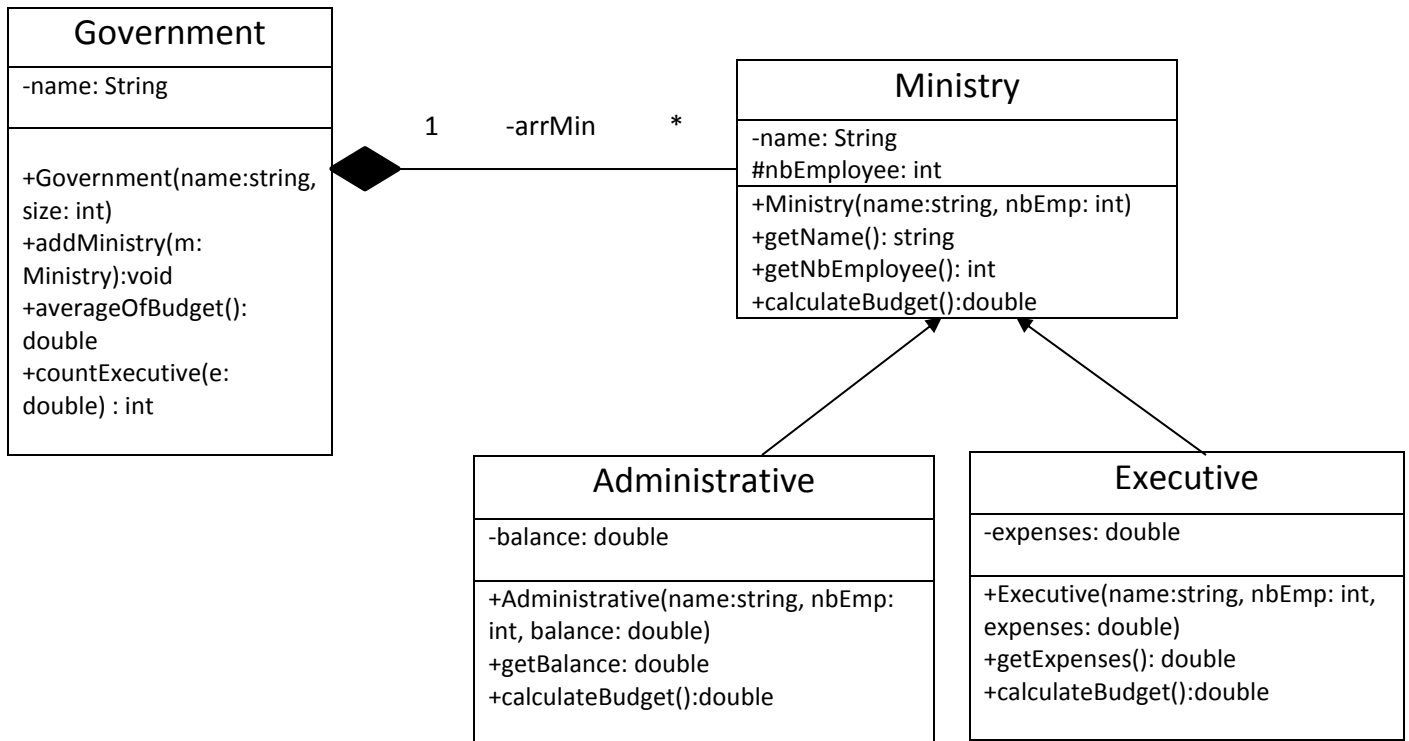 Government
-name: String
+Government(name:string,
size: int)
+addMinistry(m:
Ministry):void
+averageOfBudget():
double
+countExecutive(e:
double) : int
1 -arrMin *
Ministry
-name: String
#nbEmployee: int
+Ministry(name:string, nbEmp: int)
+getName(): string
+getNbEmployee(): int
+calculateBudget():double
Administrative
-balance: double
+Administrative(name:string, nbEmp:
int, balance: double)
+getBalance: double
+calculateBudget():double
Executive
-expenses: double
+Executive(name:string, nbEmp: int,
expenses: double)
+getExpenses(): double
+calculateBudget():double